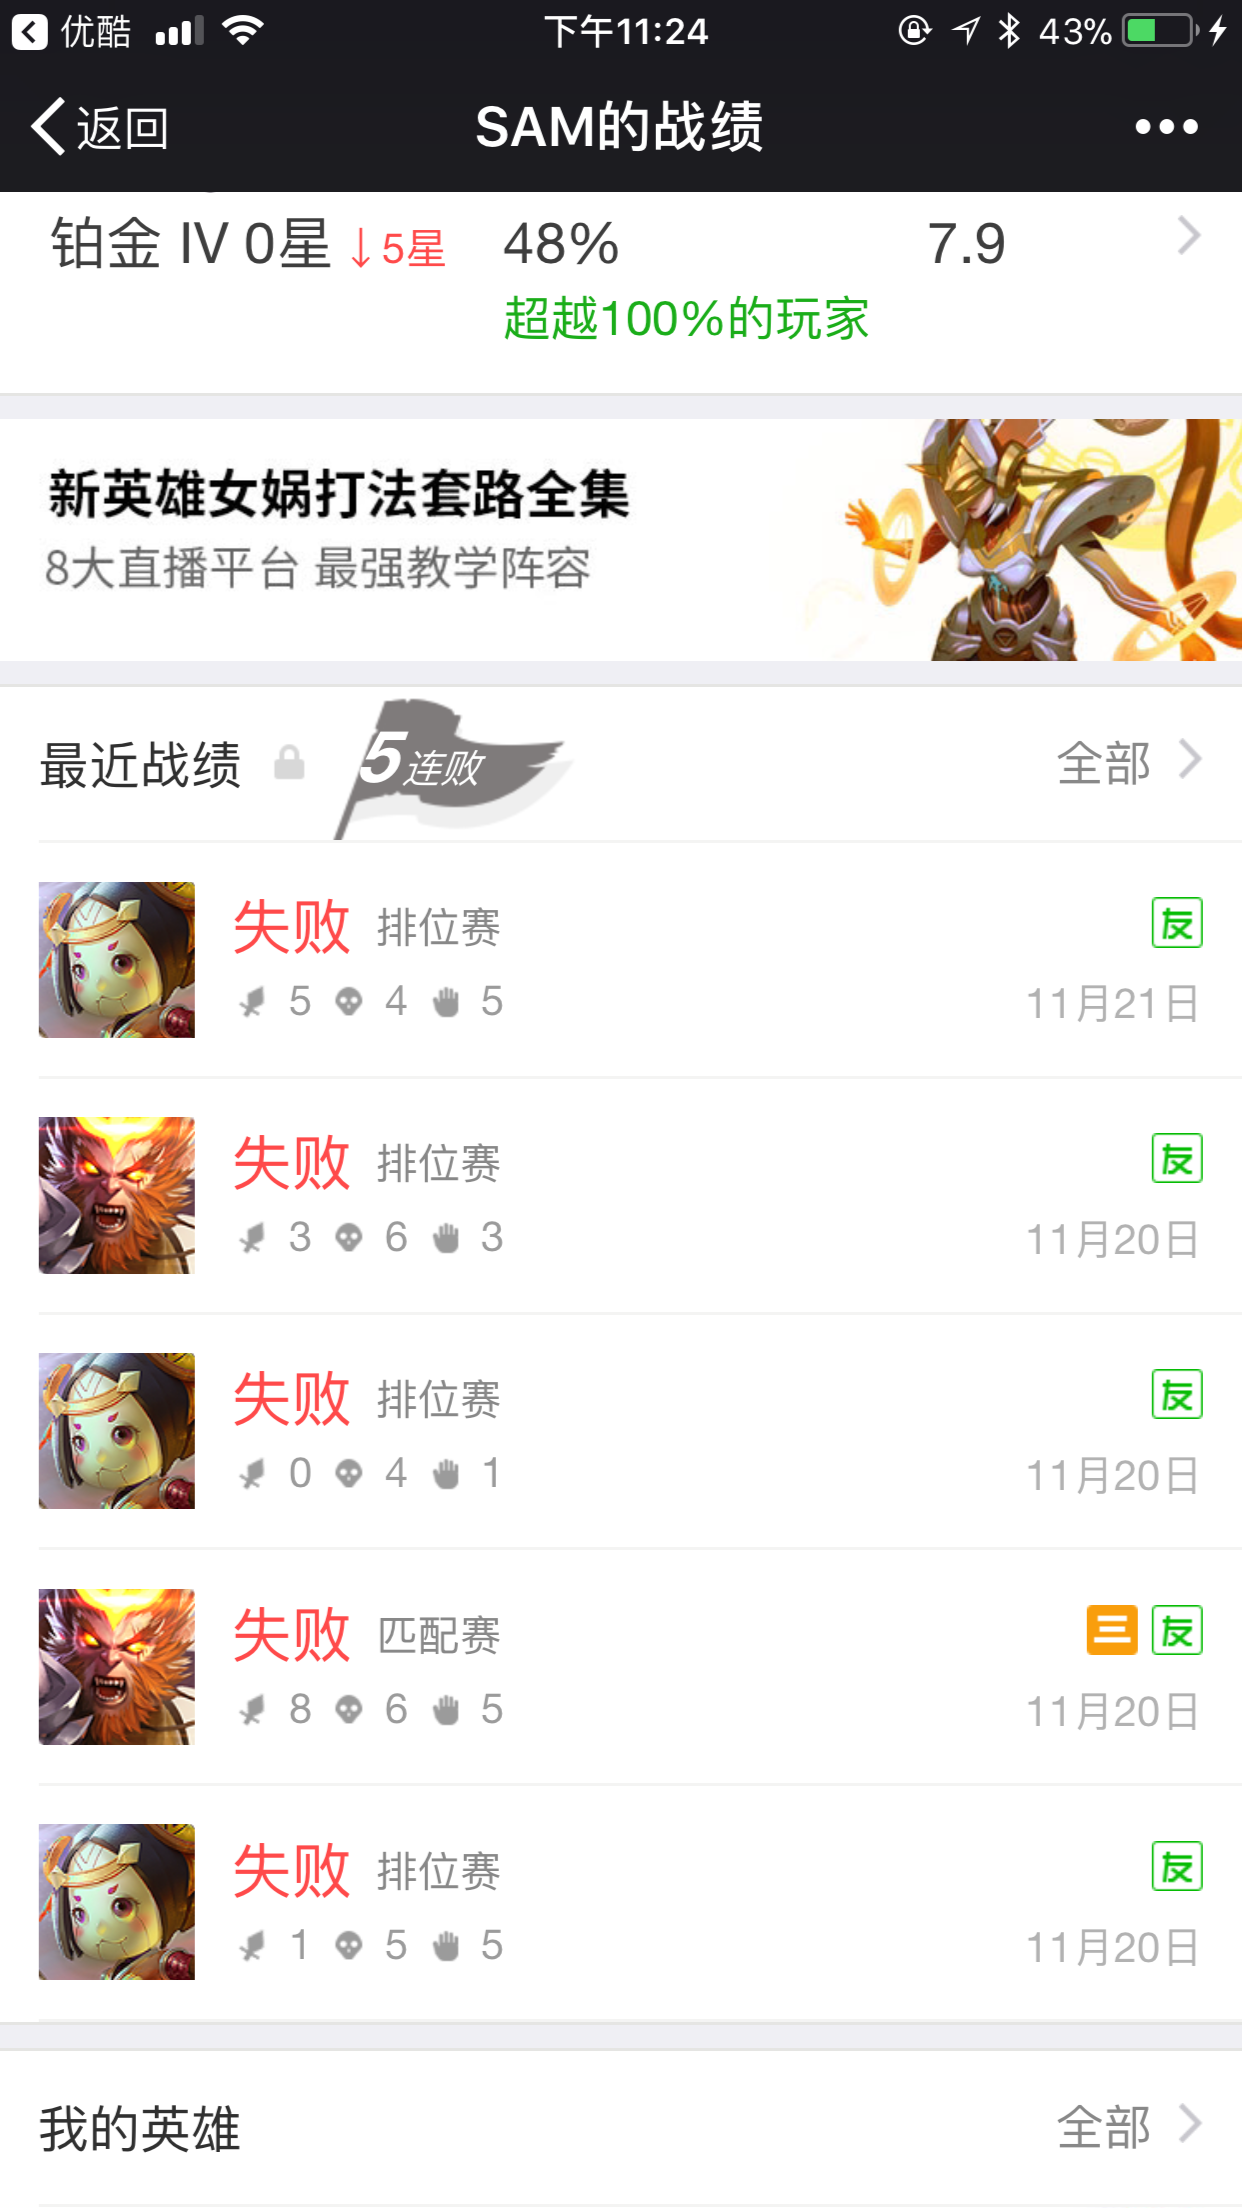 优酷 下午11:24 43%
返回 SAM的战绩
铂金 IV 0星 ↓5星 48% 7.9
超越100%的玩家
新英雄女娲打法套路全集
8大直播平台 最强教学阵容
最近战绩 5连败 全部
失败 排位赛 友
5 4 5 11月21日
失败 排位赛 友
3 6 3 11月20日
失败 排位赛 友
0 4 1 11月20日
失败 匹配赛 三 友
8 6 5 11月20日
失败 排位赛 友
1 5 5 11月20日
我的英雄 全部